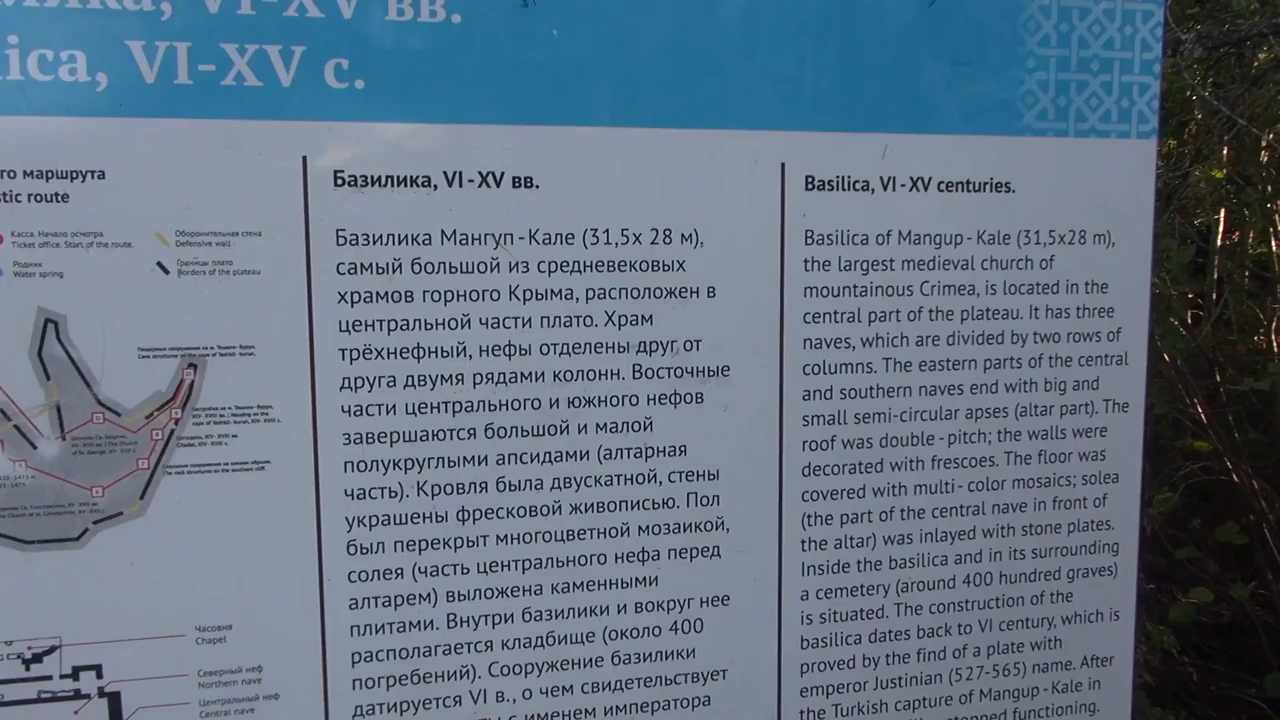 VI-XV вв.
VI-XV c.
маршрута
route
Касса. Начало осмотра.
Ticket office. Start of the route.
Оборонительная стена
Defensive wall
Родник
Water spring
Границы плато
Borders of the plateau
Часовня
Chapel
Северный неф
Northern nave
Центральный неф
Central nave
Базилика, VI-XV вв.
Базилика Мангуп-Кале (31,5х 28 м),
самый большой из средневековых
храмов горного Крыма, расположен в
центральной части плато. Храм
трёхнефный, нефы отделены друг от
друга двумя рядами колонн. Восточные
части центрального и южного нефов
завершаются большой и малой
полукруглыми апсидами (алтарная
часть). Кровля была двускатной, стены
украшены фресковой живописью. Пол
был перекрыт многоцветной мозаикой,
солея (часть центрального нефа перед
алтарем) выложена каменными
плитами. Внутри базилики и вокруг нее
располагается кладбище (около 400
погребений). Сооружение базилики
датируется VI в., о чем свидетельствует
с именем императора
Basilica, VI-XV centuries.
Basilica of Mangup-Kale (31,5x28 m),
the largest medieval church of
mountainous Crimea, is located in the
central part of the plateau. It has three
naves, which are divided by two rows of
columns. The eastern parts of the central
and southern naves end with big and
small semi-circular apses (altar part). The
roof was double-pitch; the walls were
decorated with frescoes. The floor was
covered with multi-color mosaics; solea
(the part of the central nave in front of
the altar) was inlayed with stone plates.
Inside the basilica and in its surrounding
a cemetery (around 400 hundred graves)
is situated. The construction of the
basilica dates back to VI century, which is
proved by the find of a plate with
emperor Justinian (527-565) name. After
the Turkish capture of Mangup-Kale in
stopped functioning.